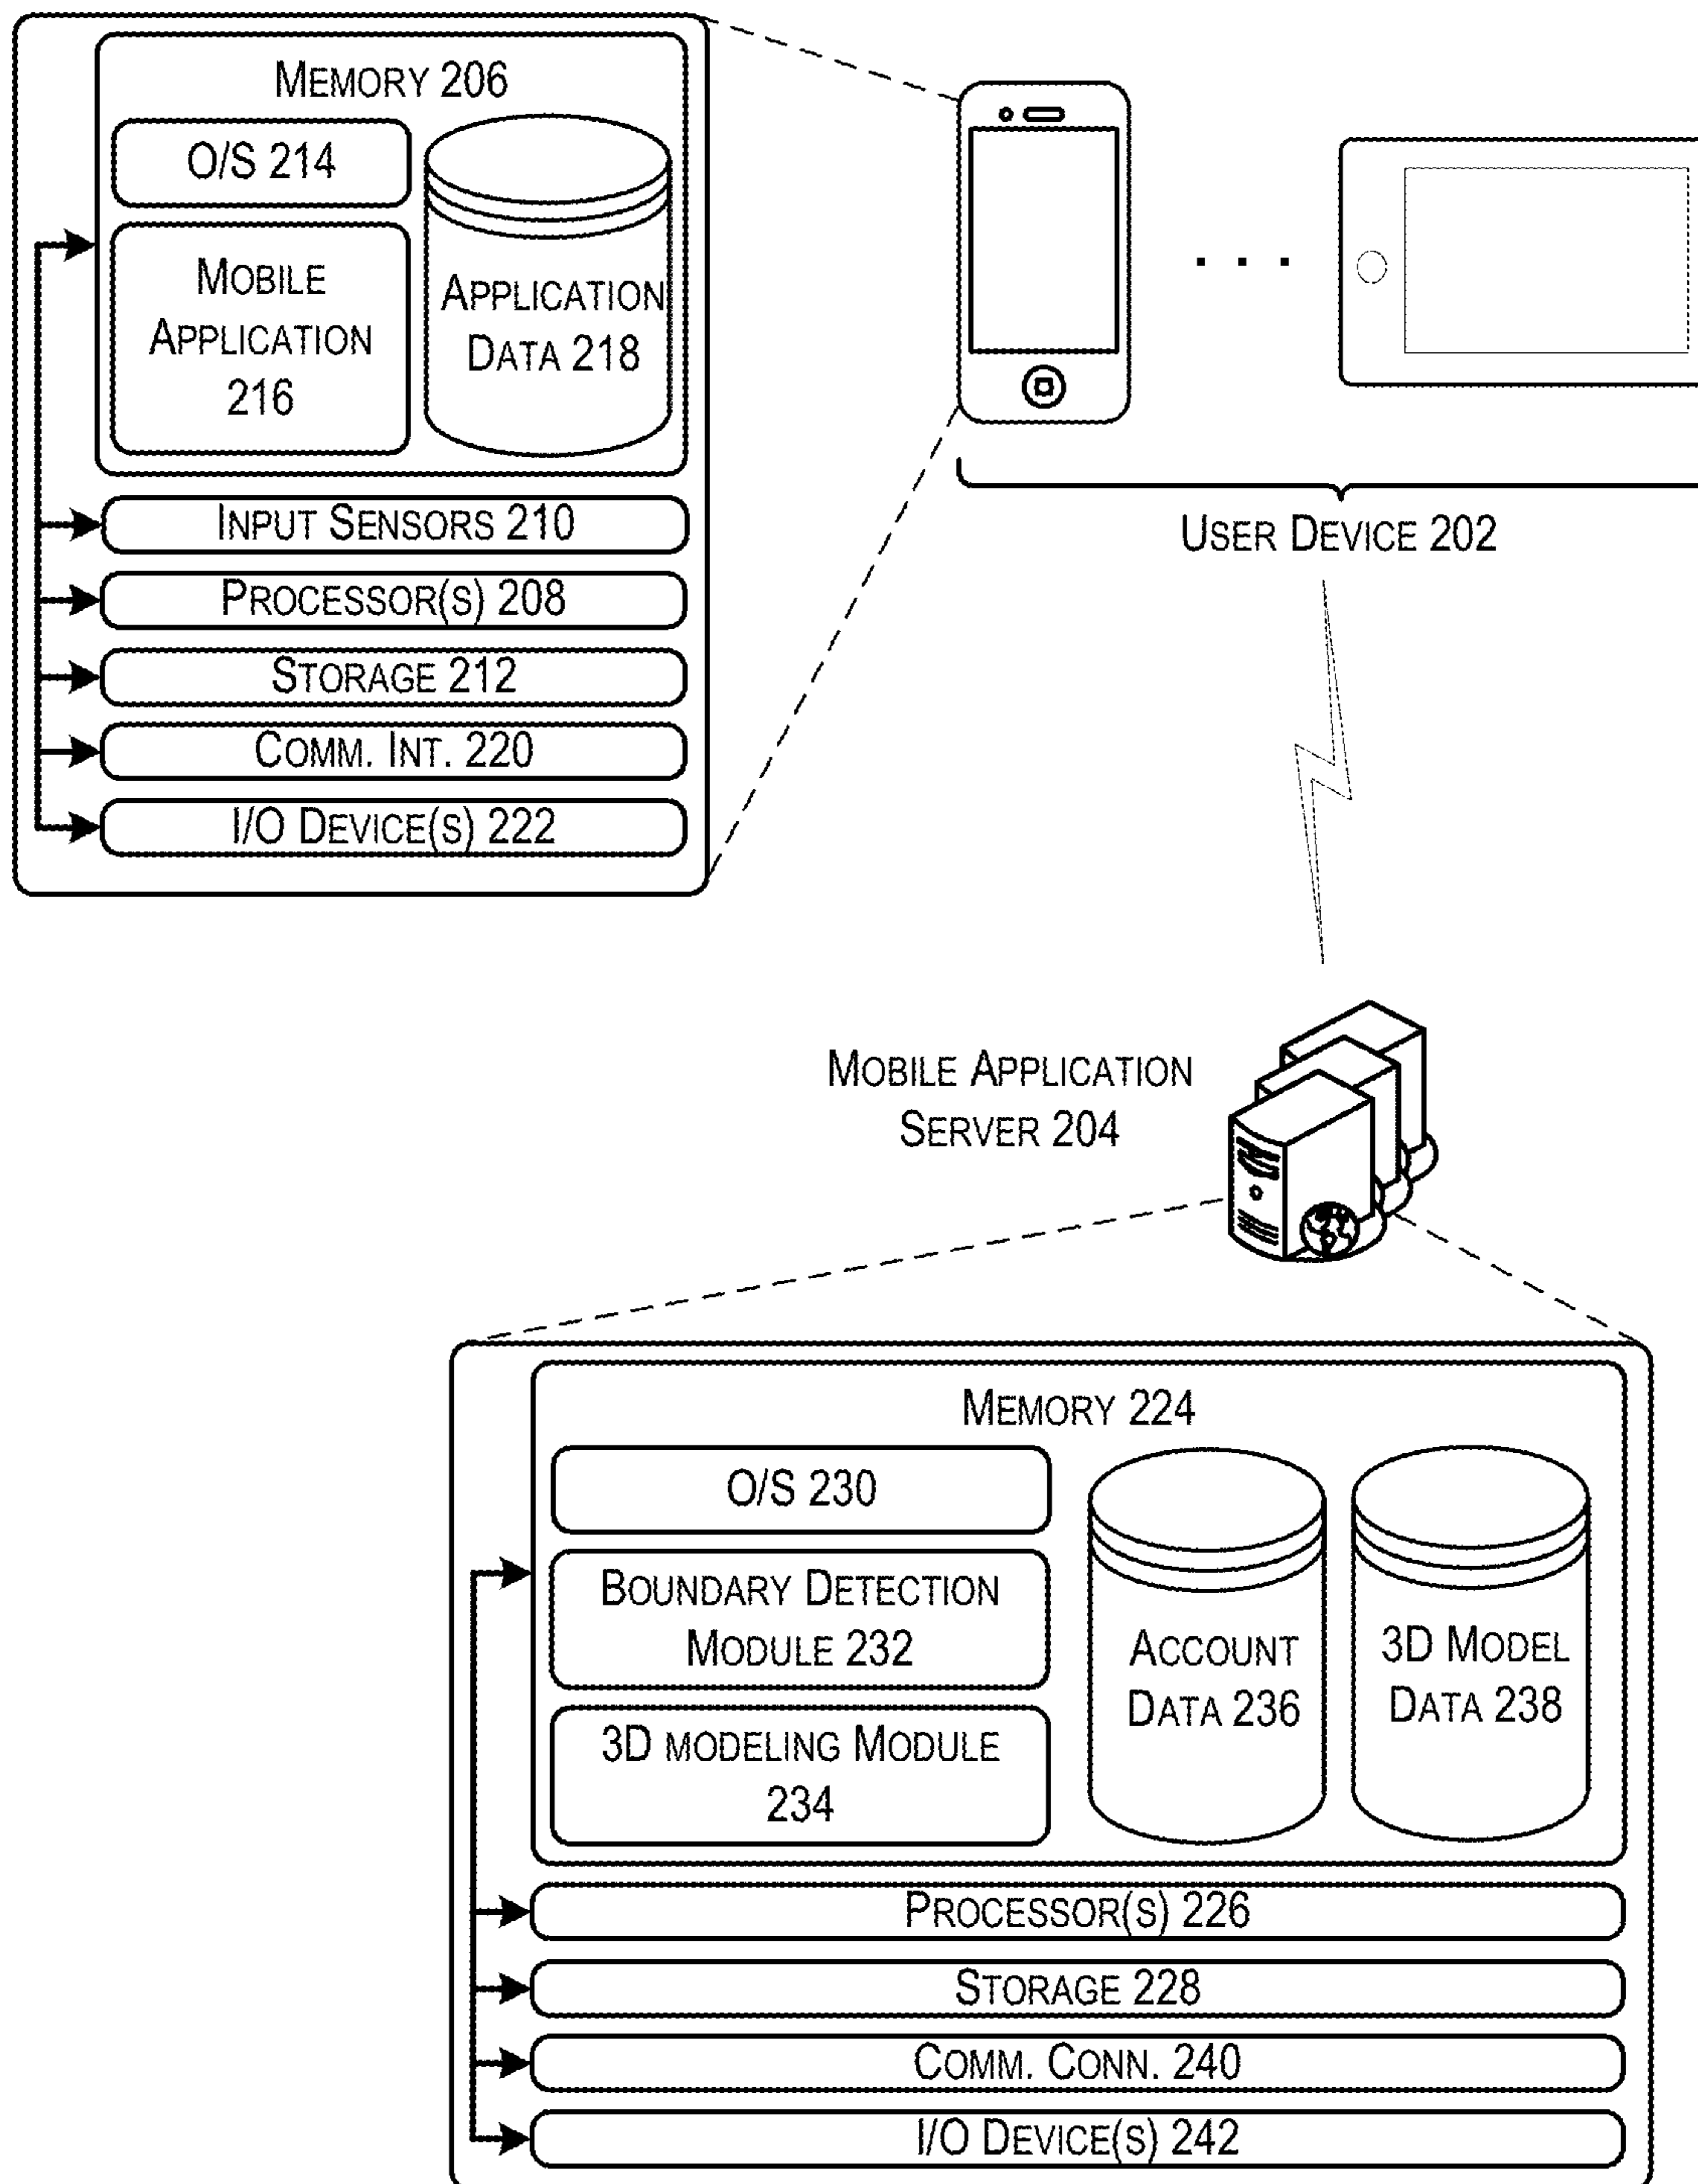 MEMORY 206
O/S 214
MOBILE
APPLICATION
216
APPLICATION
DATA 218
INPUT SENSORS 210
PROCESSOR(S) 208
STORAGE 212
COMM. INT. 220
I/O DEVICE(S) 222
USER DEVICE 202
MOBILE APPLICATION
SERVER 204
MEMORY 224
O/S 230
BOUNDARY DETECTION
MODULE 232
3D MODELING MODULE
234
ACCOUNT
DATA 236
3D MODEL
DATA 238
PROCESSOR(S) 226
STORAGE 228
COMM. CONN. 240
I/O DEVICE(S) 242